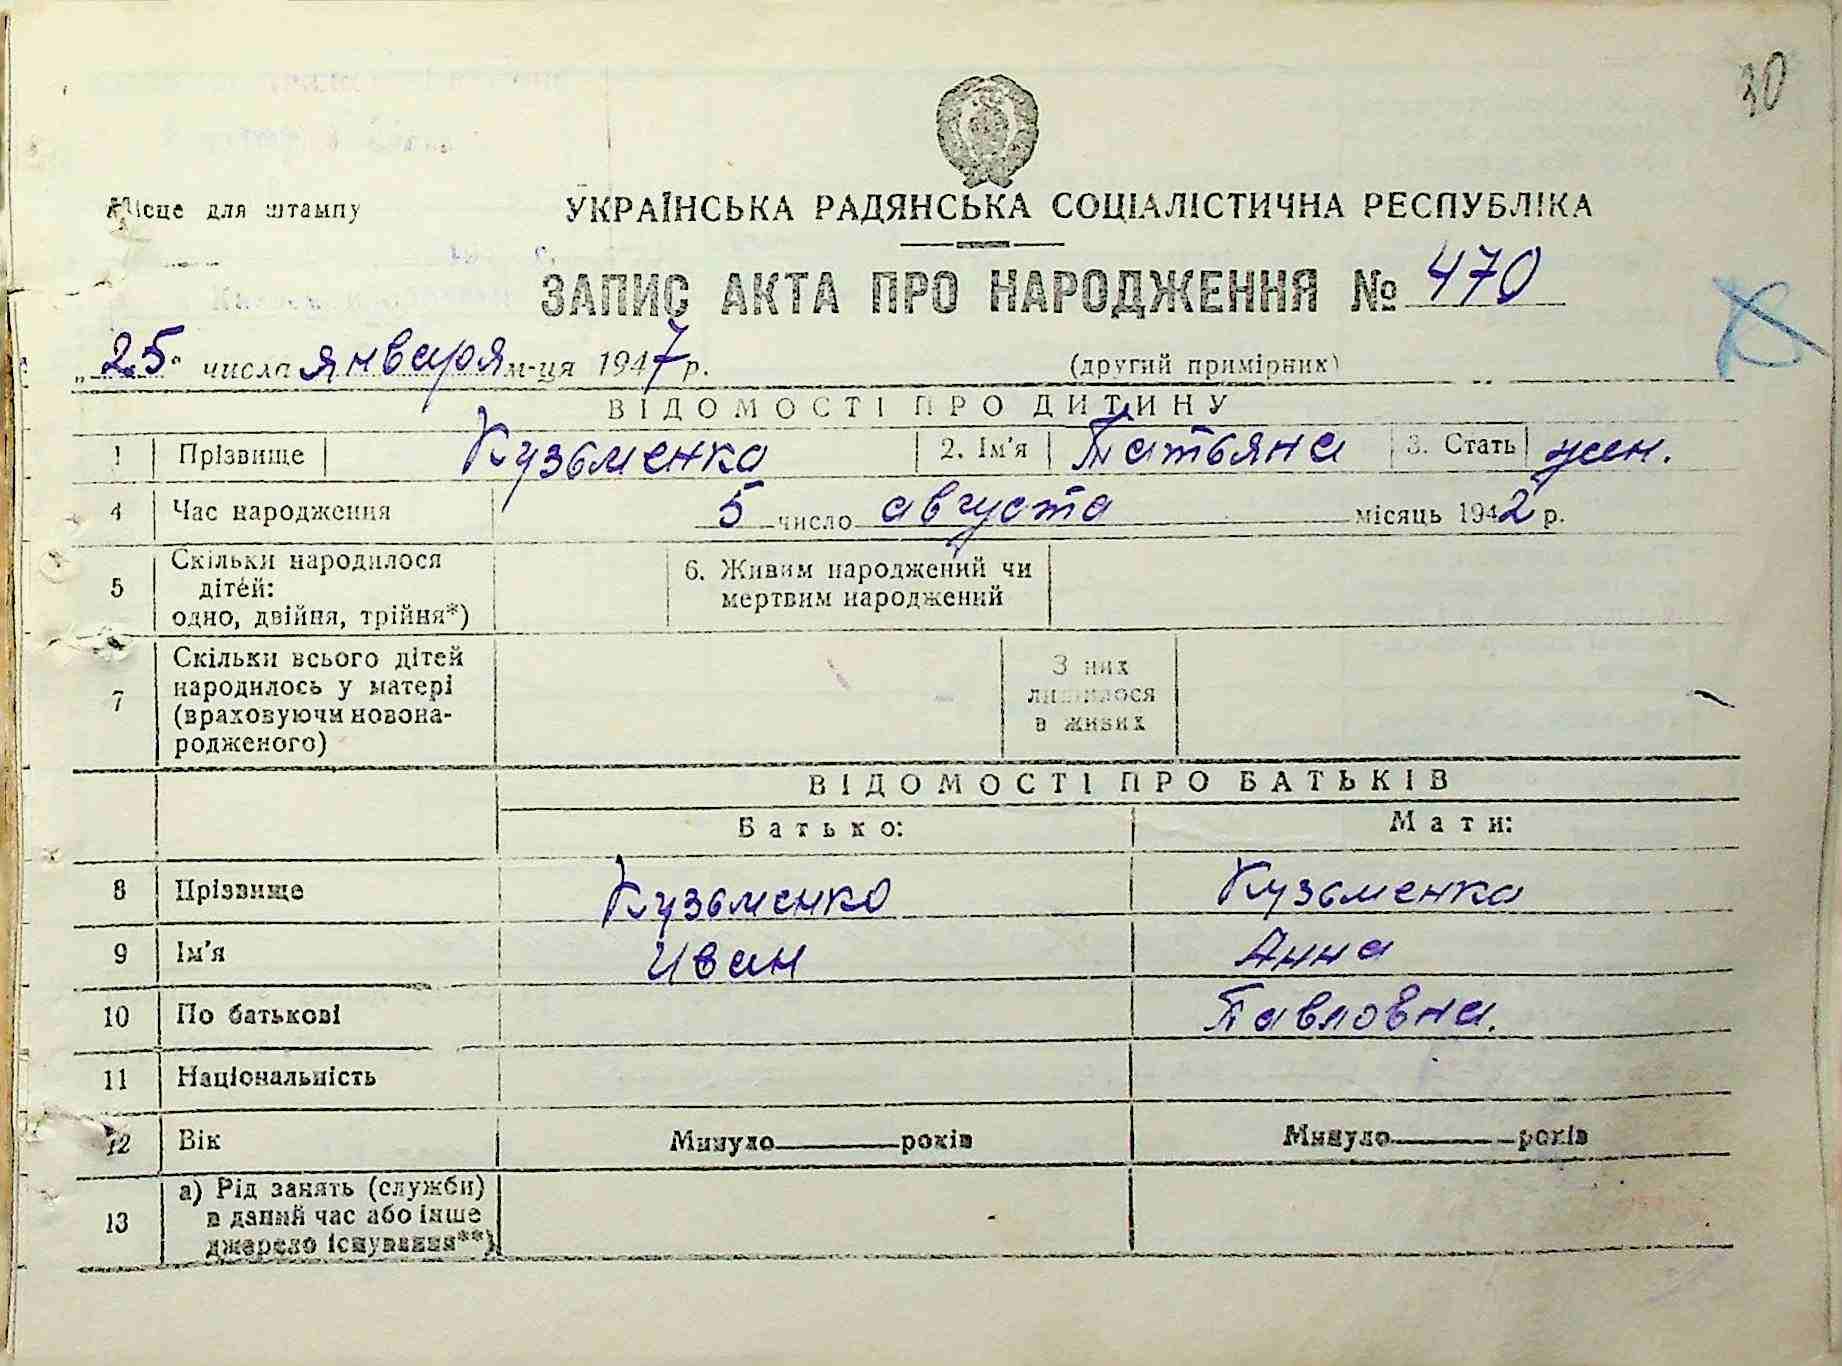 30
Місце для штампу
УКРАЇНСЬКА РАДЯНСЬКА СОЦІАЛІСТИЧНА РЕСПУБЛІКА
ЗАПИС АКТА ПРО НАРОДЖЕННЯ № 470
„25" числа января м-ця 1947 р. (другий примірник)
ВІДОМОСТІ ПРО ДИТИНУ
1 Прізвище Кузьменко 2. Ім'я Татьяна 3. Стать жен.
4 Час народження 5 число августа місяць 1942 р.
5 Скільки народилося
дітей:
одно, двійня, трійня*)
6. Живим народжений чи
мертвим народжений
7 Скільки всього дітей
народилось у матері
(враховуючи новона-
родженого)
З них
лишилося
в живих
ВІДОМОСТІ ПРО БАТЬКІВ
Батько: Мати:
8 Прізвище Кузьменко Кузьменко
9 Ім'я Иван Анна
10 По батькові Павловна.
11 Національність
12 Вік Минуло років Минуло років
13 а) Рід занять (служби)
в даний час або інше
джерело існування**)